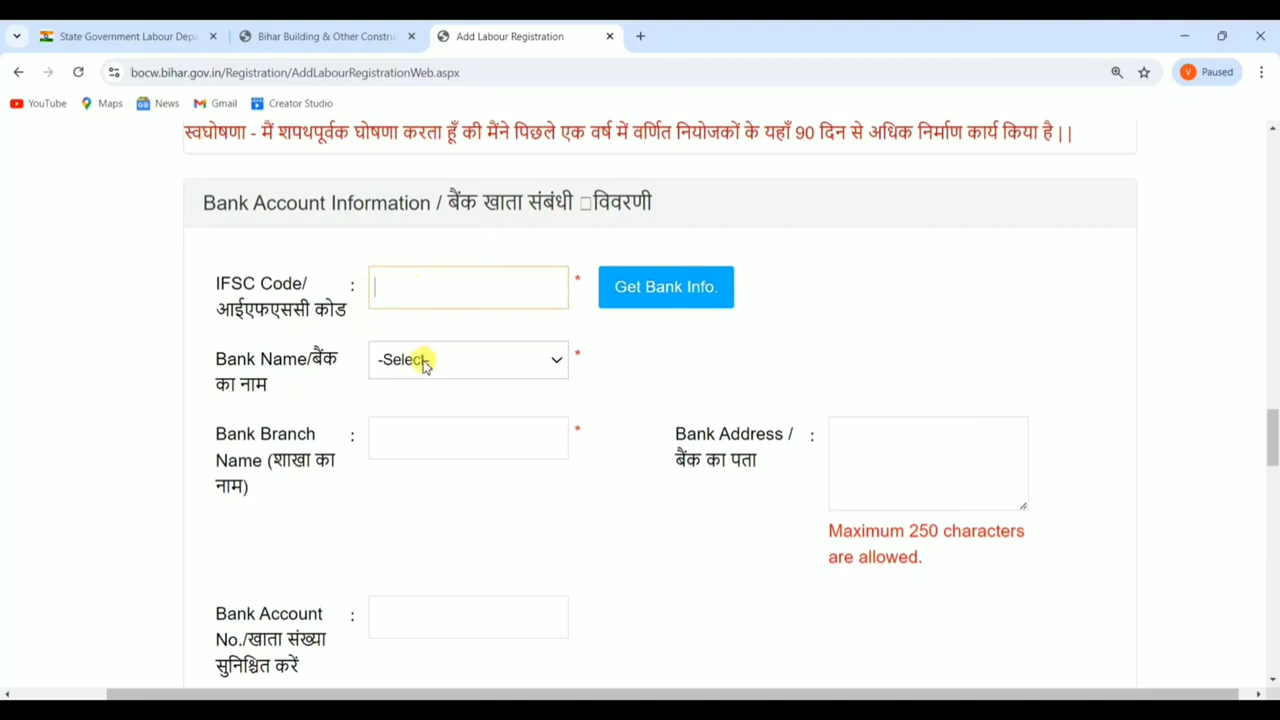 State Government Labour Depa
Bihar Building & Other Constru
Add Labour Registration
bocw.bihar.gov.in/Registration/AddLabourRegistrationWeb.aspx
V Paused
YouTube Maps News Gmail Creator Studio
स्वघोषणा - मैं शपथपूर्वक घोषणा करता हूँ की मैंने पिछले एक वर्ष में वर्णित नियोजकों के यहाँ 90 दिन से अधिक निर्माण कार्य किया है ||
Bank Account Information / बैंक खाता संबंधी विवरणी
IFSC Code/ : * Get Bank Info.
आईएफएससी कोड
Bank Name/बैंक -Select- *
का नाम
Bank Branch : * Bank Address / :
Name (शाखा का बैंक का पता
नाम)
Maximum 250 characters
are allowed.
Bank Account :
No./खाता संख्या
सुनिश्चित करें